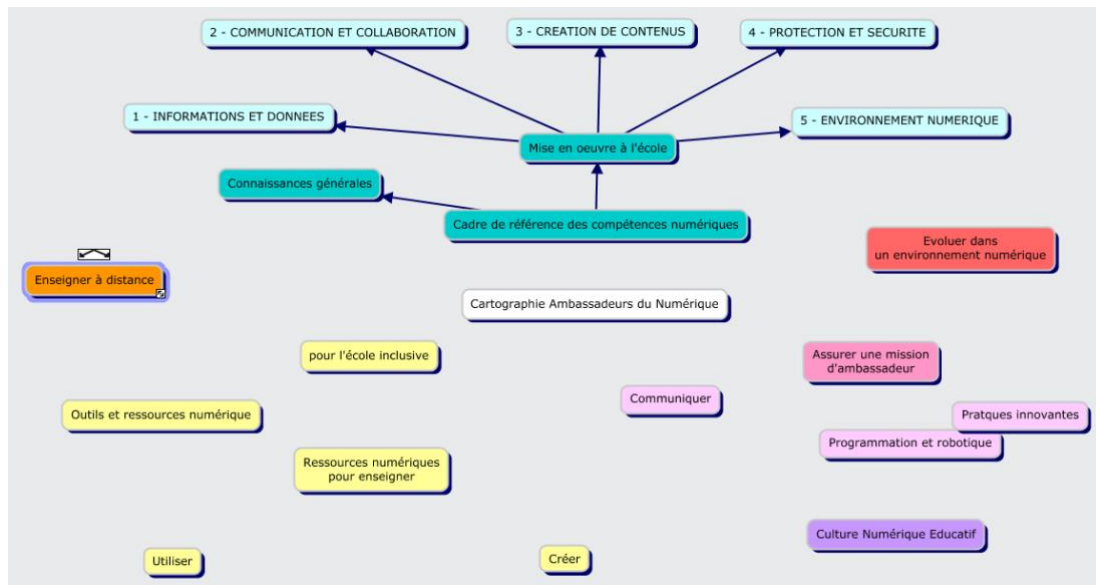 2 - COMMUNICATION ET COLLABORATION
3 - CREATION DE CONTENUS
4 - PROTECTION ET SECURITE
1 - INFORMATIONS ET DONNEES
5 - ENVIRONNEMENT NUMERIQUE
Mise en oeuvre à l'école
Connaissances générales
Cadre de référence des compétences numériques
Evoluer dans
un environnement numérique
Enseigner à distance
Cartographie Ambassadeurs du Numérique
pour l'école inclusive
Assurer une mission
d'ambassadeur
Communiquer
Outils et ressources numérique
Pratques innovantes
Programmation et robotique
Ressources numériques
pour enseigner
Culture Numérique Educatif
Utiliser
Créer